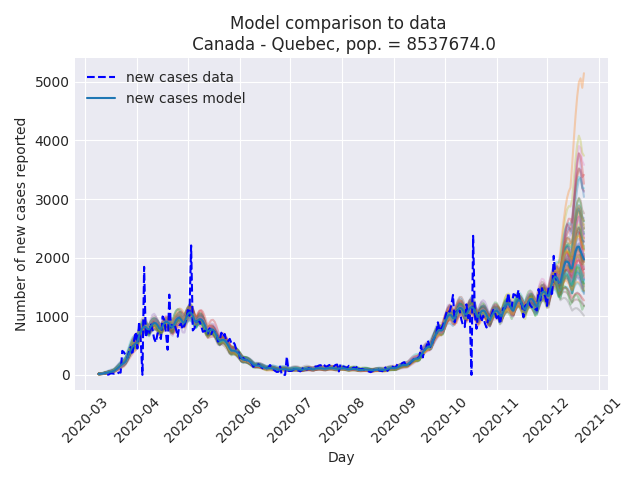 Model comparison to data
Canada - Quebec, pop. = 8537674.0
new cases data
new cases model
Number of new cases reported
5000
4000
3000
2000
1000
0
2020-03
2020-04
2020-05
2020-06
2020-07
2020-08
2020-09
2020-10
2020-11
2020-12
2021-01
Day